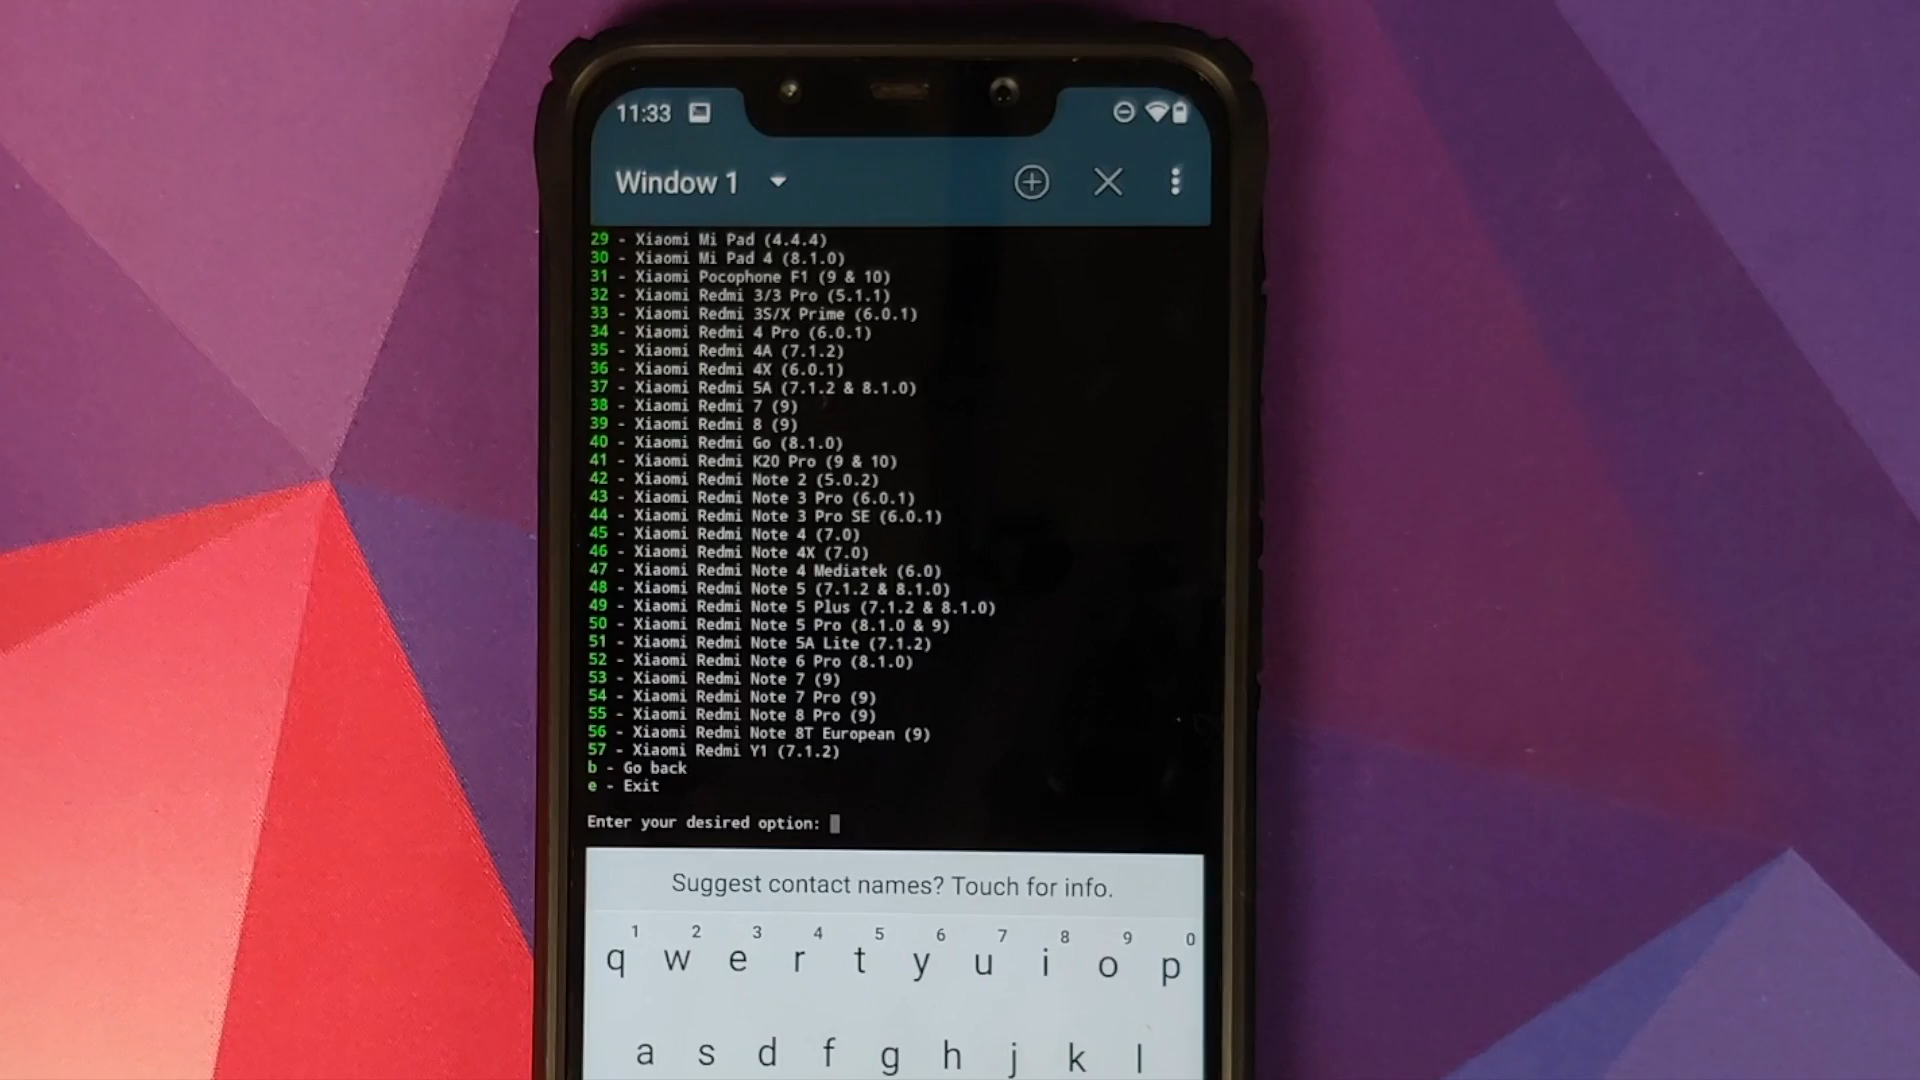 11:33
Window 1
29 - Xiaomi Mi Pad (4.4.4)
30 - Xiaomi Mi Pad 4 (8.1.0)
31 - Xiaomi Pocophone F1 (9 & 10)
32 - Xiaomi Redmi 3/3 Pro (5.1.1)
33 - Xiaomi Redmi 3S/X Prime (6.0.1)
34 - Xiaomi Redmi 4 Pro (6.0.1)
35 - Xiaomi Redmi 4A (7.1.2)
36 - Xiaomi Redmi 4X (6.0.1)
37 - Xiaomi Redmi 5A (7.1.2 & 8.1.0)
38 - Xiaomi Redmi 7 (9)
39 - Xiaomi Redmi 8 (9)
40 - Xiaomi Redmi Go (8.1.0)
41 - Xiaomi Redmi K20 Pro (9 & 10)
42 - Xiaomi Redmi Note 2 (5.0.2)
43 - Xiaomi Redmi Note 3 Pro (6.0.1)
44 - Xiaomi Redmi Note 3 Pro SE (6.0.1)
45 - Xiaomi Redmi Note 4 (7.0)
46 - Xiaomi Redmi Note 4X (7.0)
47 - Xiaomi Redmi Note 4 Mediatek (6.0)
48 - Xiaomi Redmi Note 5 (7.1.2 & 8.1.0)
49 - Xiaomi Redmi Note 5 Plus (7.1.2 & 8.1.0)
50 - Xiaomi Redmi Note 5 Pro (8.1.0 & 9)
51 - Xiaomi Redmi Note 5A Lite (7.1.2)
52 - Xiaomi Redmi Note 6 Pro (8.1.0)
53 - Xiaomi Redmi Note 7 (9)
54 - Xiaomi Redmi Note 7 Pro (9)
55 - Xiaomi Redmi Note 8 Pro (9)
56 - Xiaomi Redmi Note 8T European (9)
57 - Xiaomi Redmi Y1 (7.1.2)
b - Go back
e - Exit
Enter your desired option:
Suggest contact names? Touch for info.
1 2 3 4 5 6 7 8 9 0
q w e r t y u i o p
a s d f g h j k l